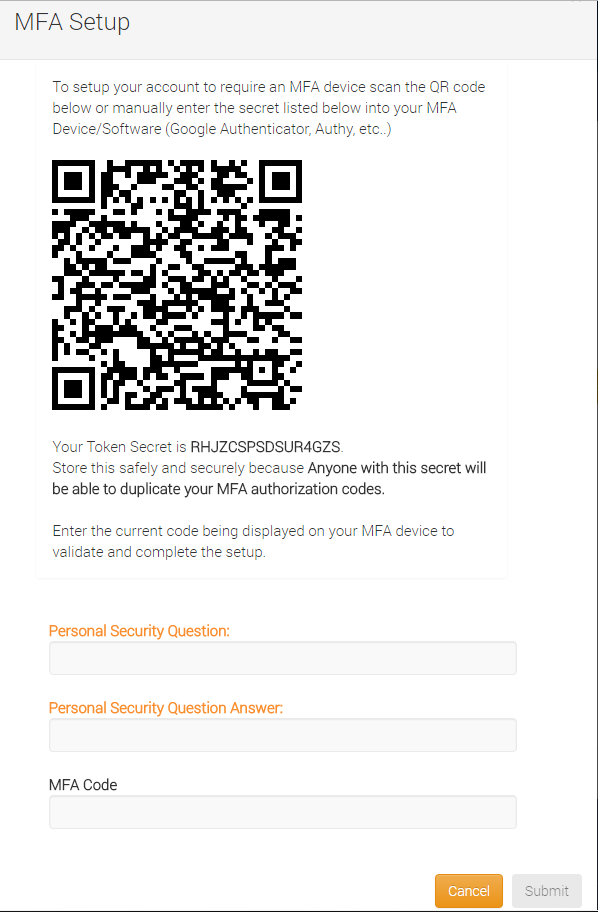 MFA Setup
To setup your account to require an MFA device scan the QR code
below or manually enter the secret listed below into your MFA
Device/Software (Google Authenticator, Authy, etc..)
Your Token Secret is RHJZCSPSDSUR4GZS.
Store this safely and securely because Anyone with this secret will
be able to duplicate your MFA authorization codes.
Enter the current code being displayed on your MFA device to
validate and complete the setup.
Personal Security Question:
Personal Security Question Answer:
MFA Code
Cancel Submit